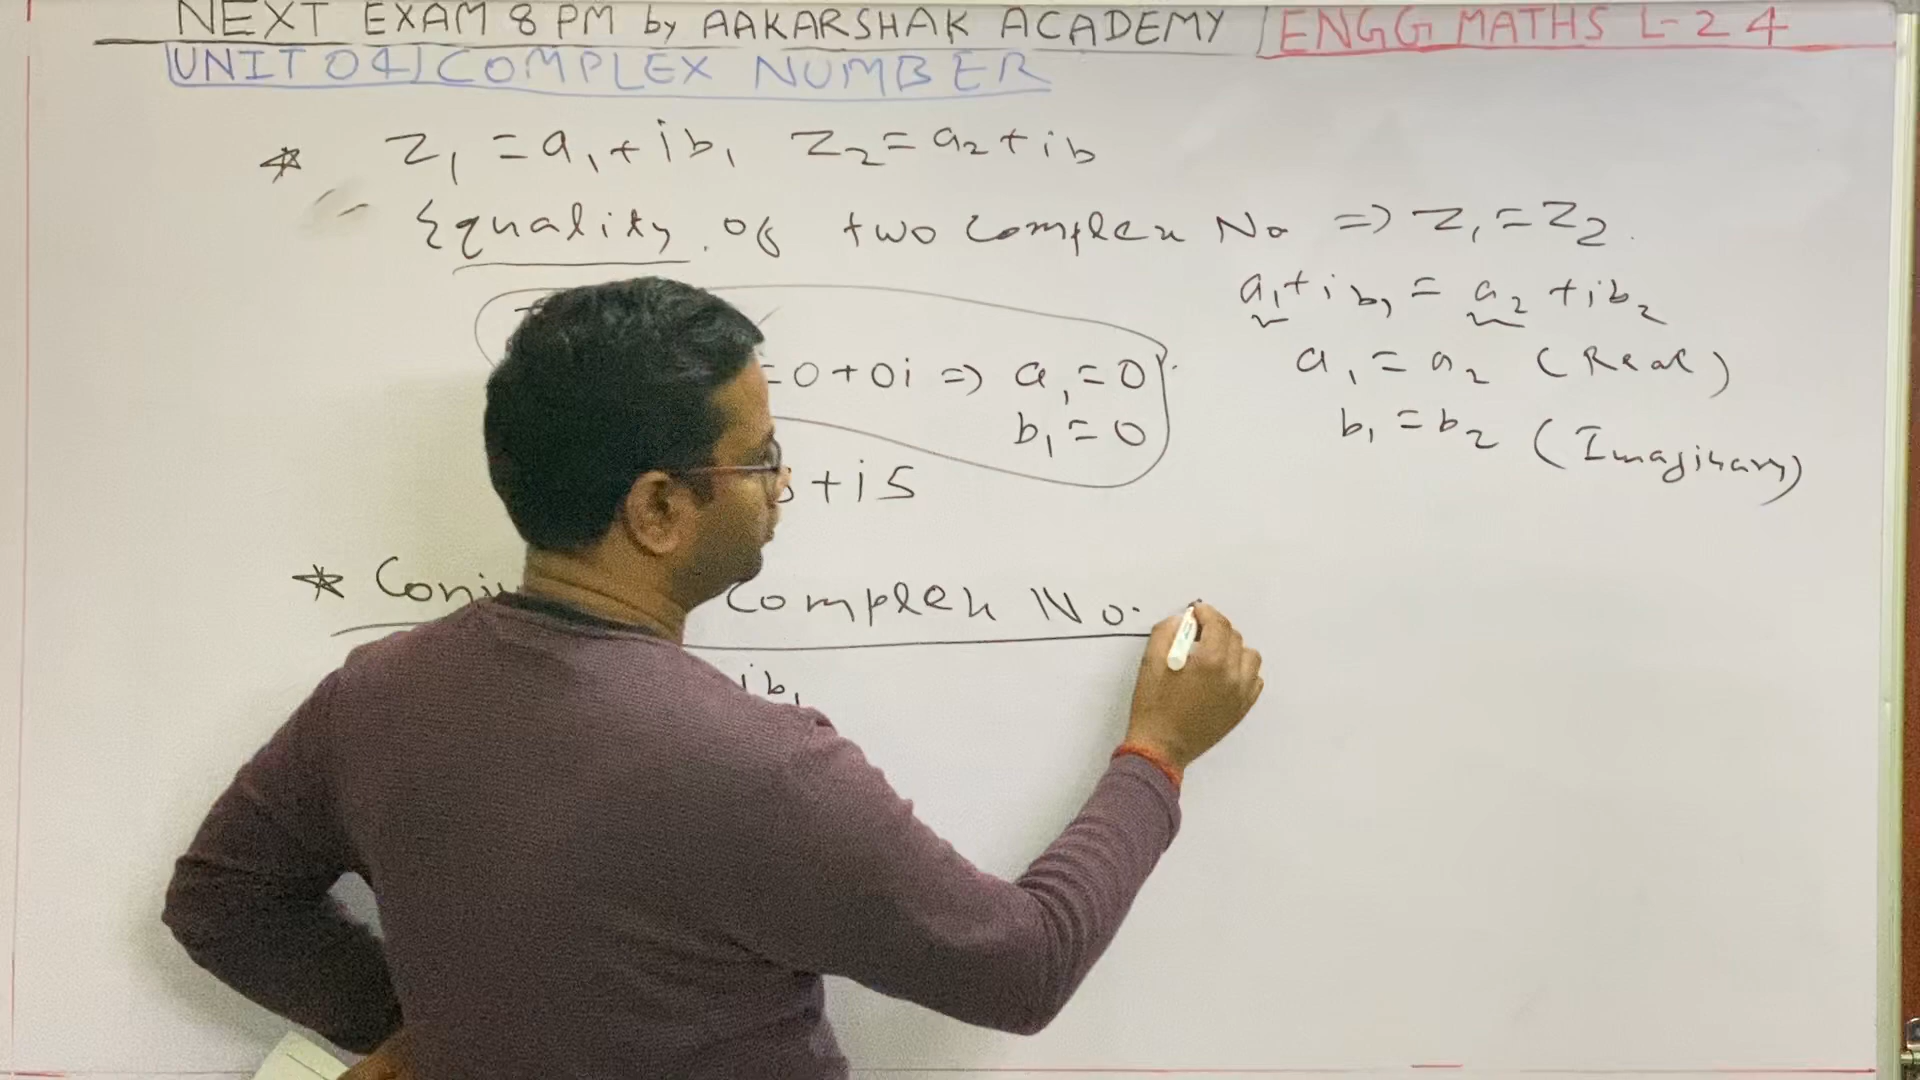 NEXT EXAM 8 PM by AAKARSHAK ACADEMY | ENGG MATHS L-24
UNIT 04 | COMPLEX NUMBER
* z₁ = a₁ + ib₁ z₂ = a₂ + ib
Equality of two complex No => z₁ = z₂
a₁ + ib₁ = a₂ + ib₂
a₁ = a₂ (Real)
b₁ = b₂ (Imaginary)
= 0 + 0i => a₁ = 0
b₁ = 0
+ i5
* Complex No.
ib₁